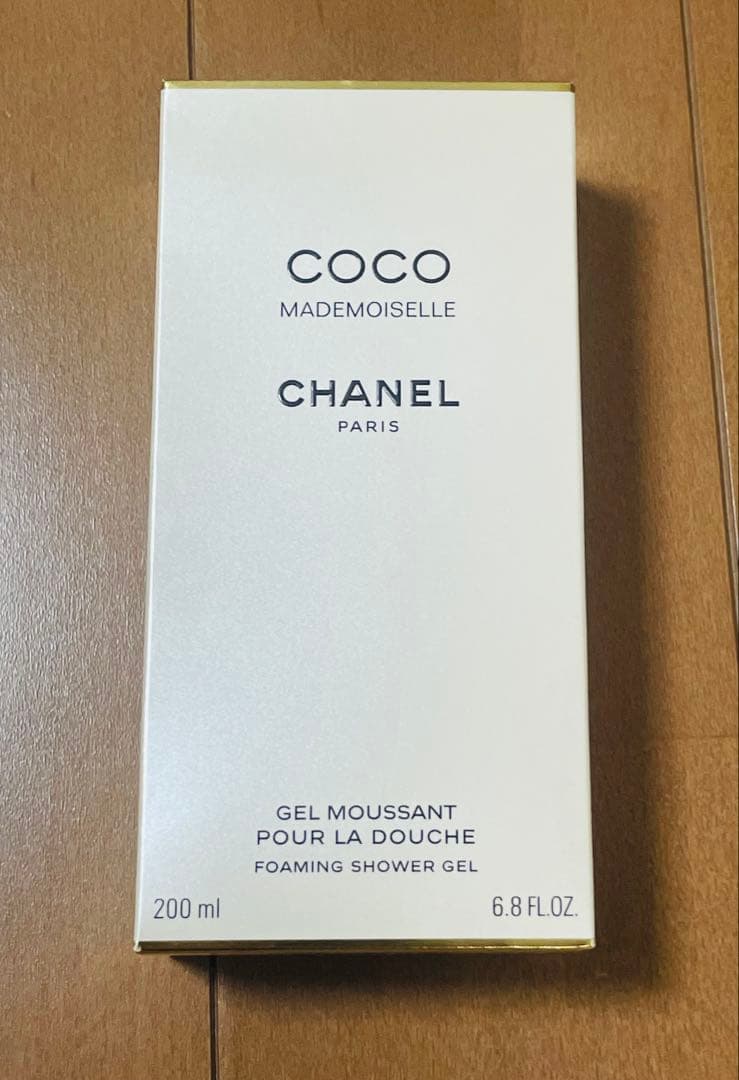 COCO
MADEMOISELLE
CHANEL
PARIS
GEL MOUSSANT
POUR LA DOUCHE
FOAMING SHOWER GEL
200 ml 6.8 FL.OZ.